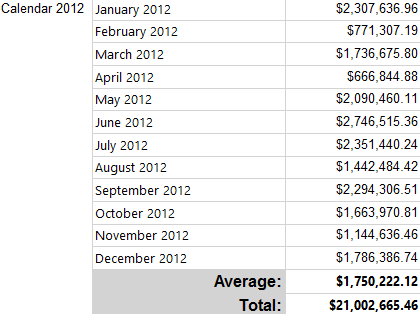 Calendar 2012 January 2012 $2,307,636.96
February 2012 $771,307.19
March 2012 $1,736,675.80
April 2012 $666,844.88
May 2012 $2,090,460.11
June 2012 $2,746,515.36
July 2012 $2,351,440.24
August 2012 $1,442,484.42
September 2012 $2,294,306.51
October 2012 $1,663,970.81
November 2012 $1,144,636.46
December 2012 $1,786,386.74
Average: $1,750,222.12
Total: $21,002,665.46